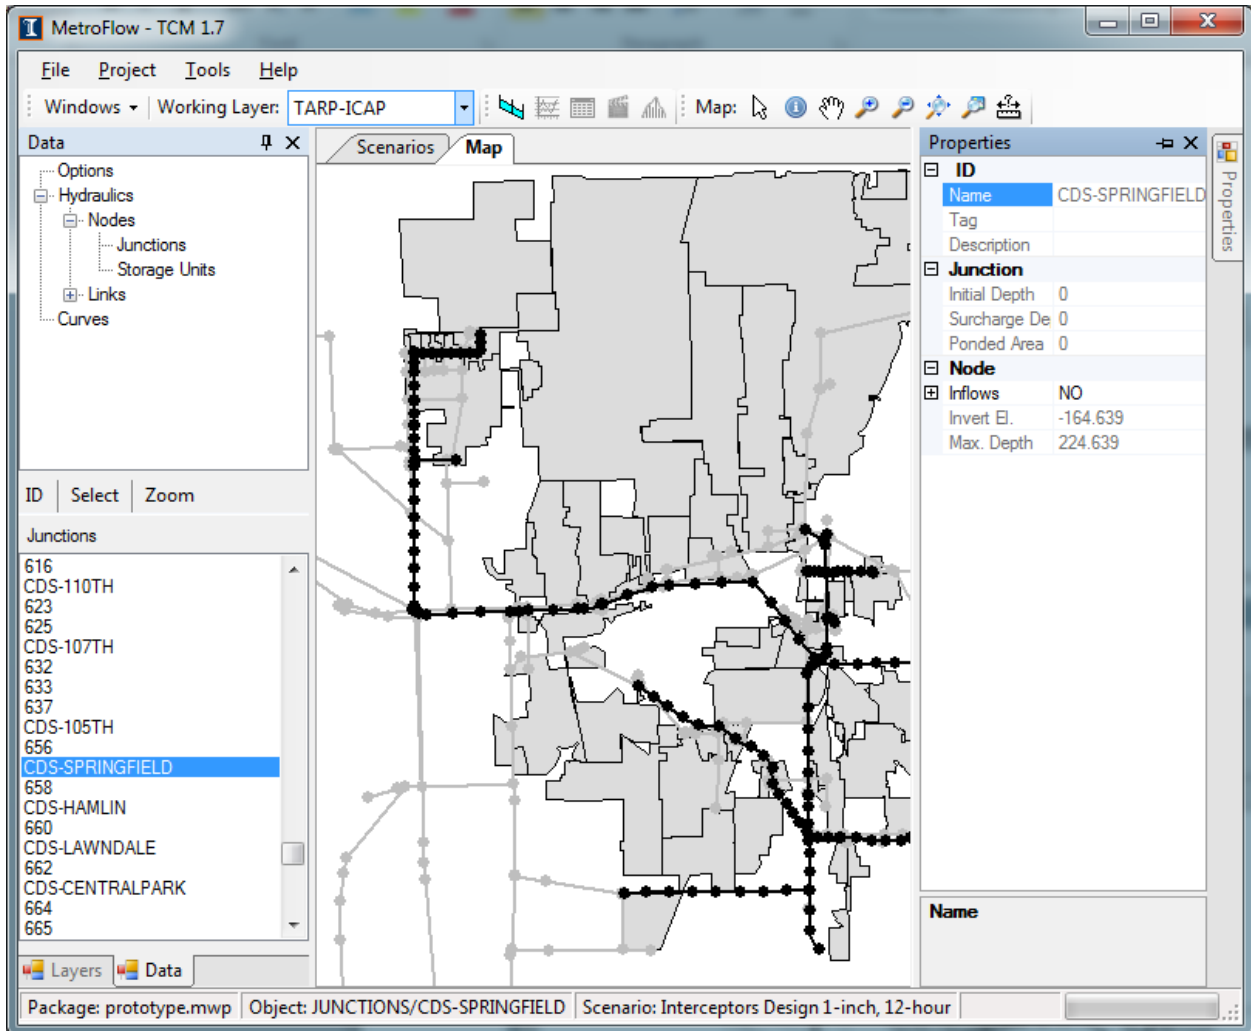 MetroFlow - TCM 1.7
File Project Tools Help
Windows Working Layer: TARP-ICAP Map:
Data
Options
Hydraulics
Nodes
Junctions
Storage Units
Links
Curves
ID Select Zoom
Junctions
616
CDS-110TH
623
625
CDS-107TH
632
633
637
CDS-105TH
656
CDS-SPRINGFIELD
658
CDS-HAMLIN
660
CDS-LAWNDALE
662
CDS-CENTRALPARK
664
665
Layers Data
Scenarios Map
Properties
ID
Name CDS-SPRINGFIELD
Tag
Description
Junction
Initial Depth 0
Surcharge De 0
Ponded Area 0
Node
Inflows NO
Invert El. -164.639
Max. Depth 224.639
Name
Properties
Package: prototype.mwp Object: JUNCTIONS/CDS-SPRINGFIELD Scenario: Interceptors Design 1-inch, 12-hour